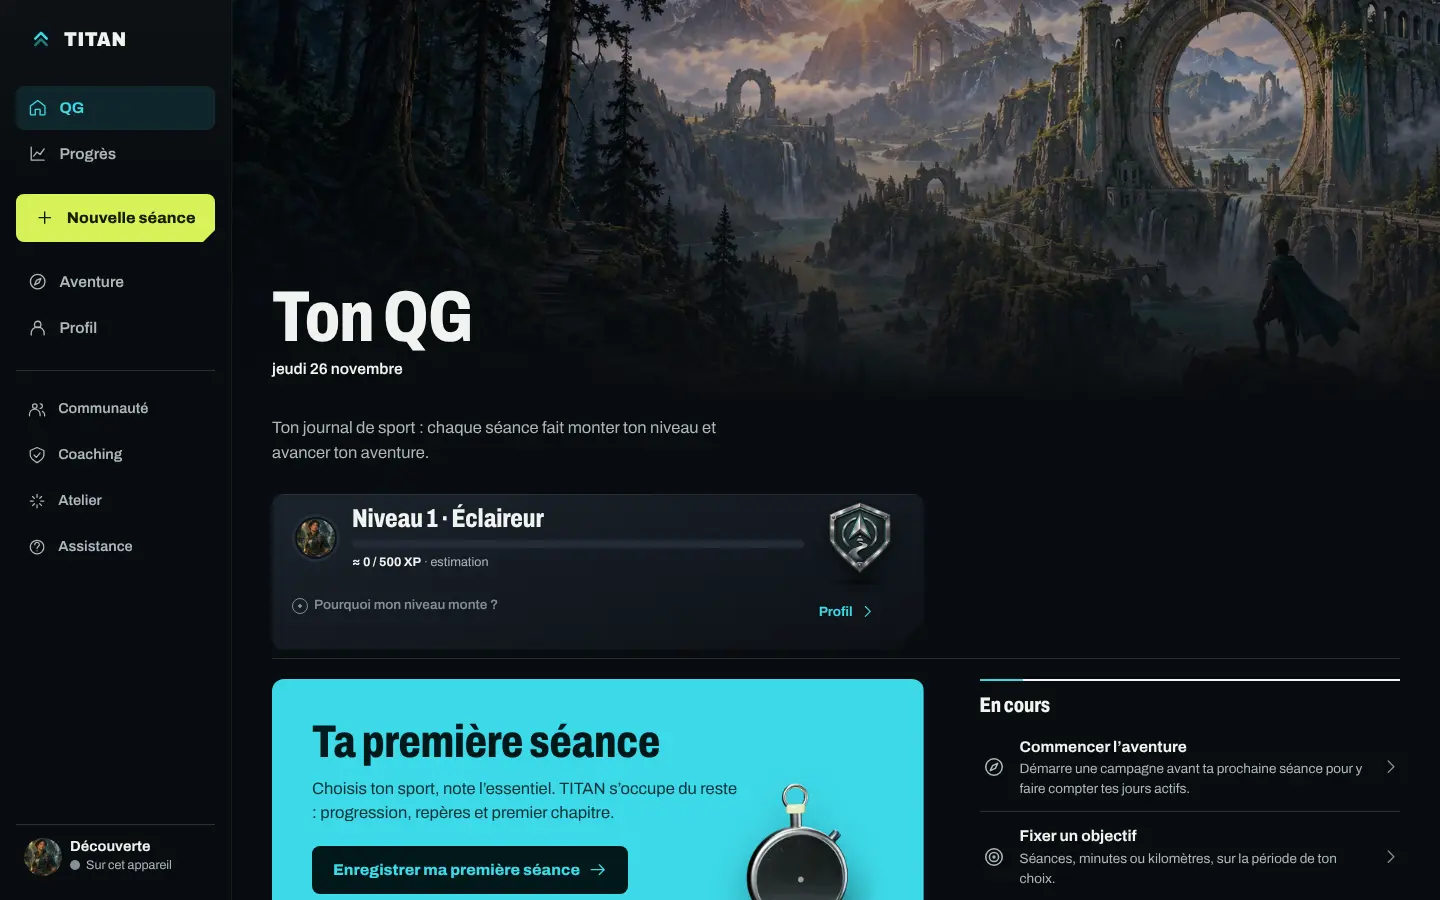 TITAN
QG
Progrès
Nouvelle séance
Aventure
Profil
Communauté
Coaching
Atelier
Assistance
Découverte
Sur cet appareil
Ton QG
jeudi 26 novembre
Ton journal de sport : chaque séance fait monter ton niveau et
avancer ton aventure.
Niveau 1 · Éclaireur
≈ 0 / 500 XP · estimation
Pourquoi mon niveau monte ?
Profil
Ta première séance
Choisis ton sport, note l’essentiel. TITAN s’occupe du reste
: progression, repères et premier chapitre.
Enregistrer ma première séance
En cours
Commencer l’aventure
Démarre une campagne avant ta prochaine séance pour y
faire compter tes jours actifs.
Fixer un objectif
Séances, minutes ou kilomètres, sur la période de ton
choix.